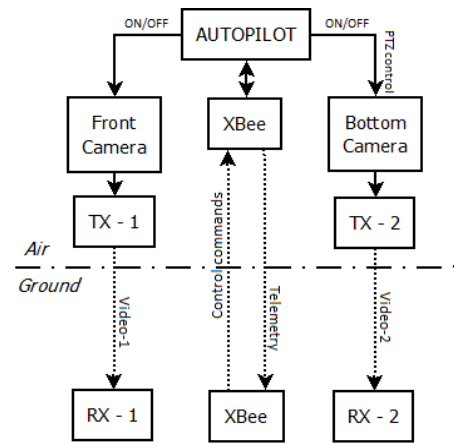 ON/OFF
AUTOPILOT
ON/OFF
PTZ control
Front
Camera
XBee
Bottom
Camera
TX - 1
TX - 2
Air
Ground
Video-1
Control commands
Telemetry
Video-2
RX - 1
XBee
RX - 2